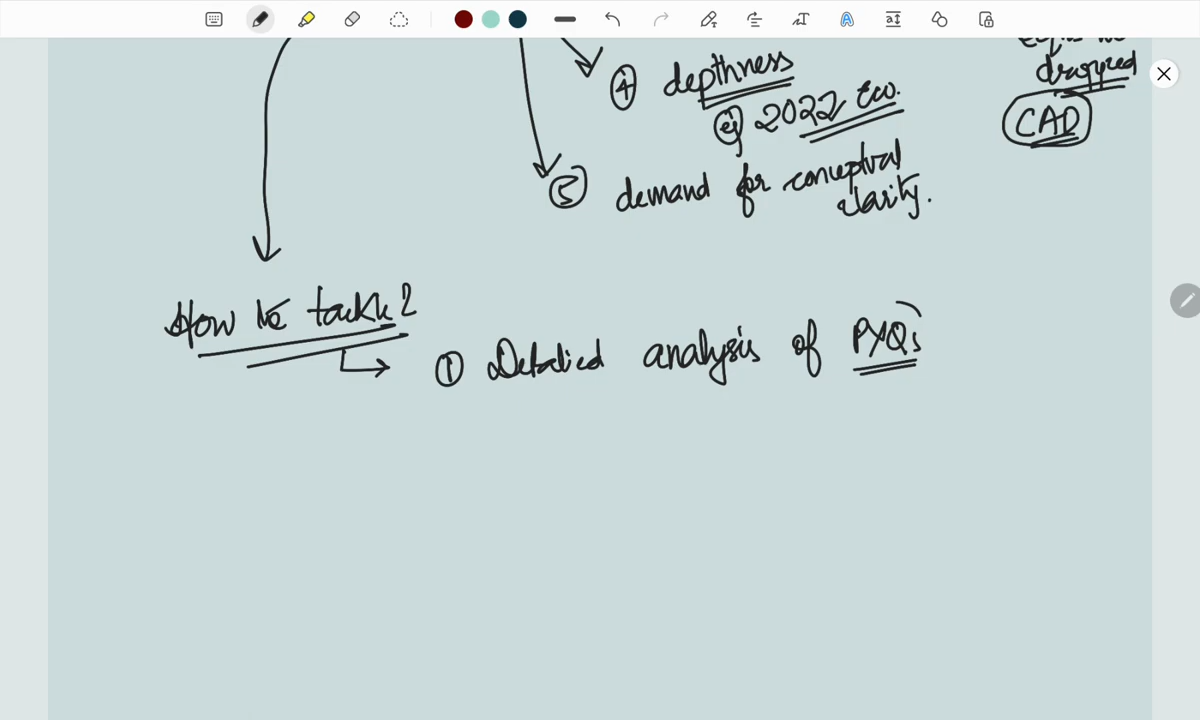 ④ depthness
dropped
eg 2022 Eco.
CAD
⑤ demand for conceptual
clarity.
How to tackle?
① Detailed analysis of PYQs